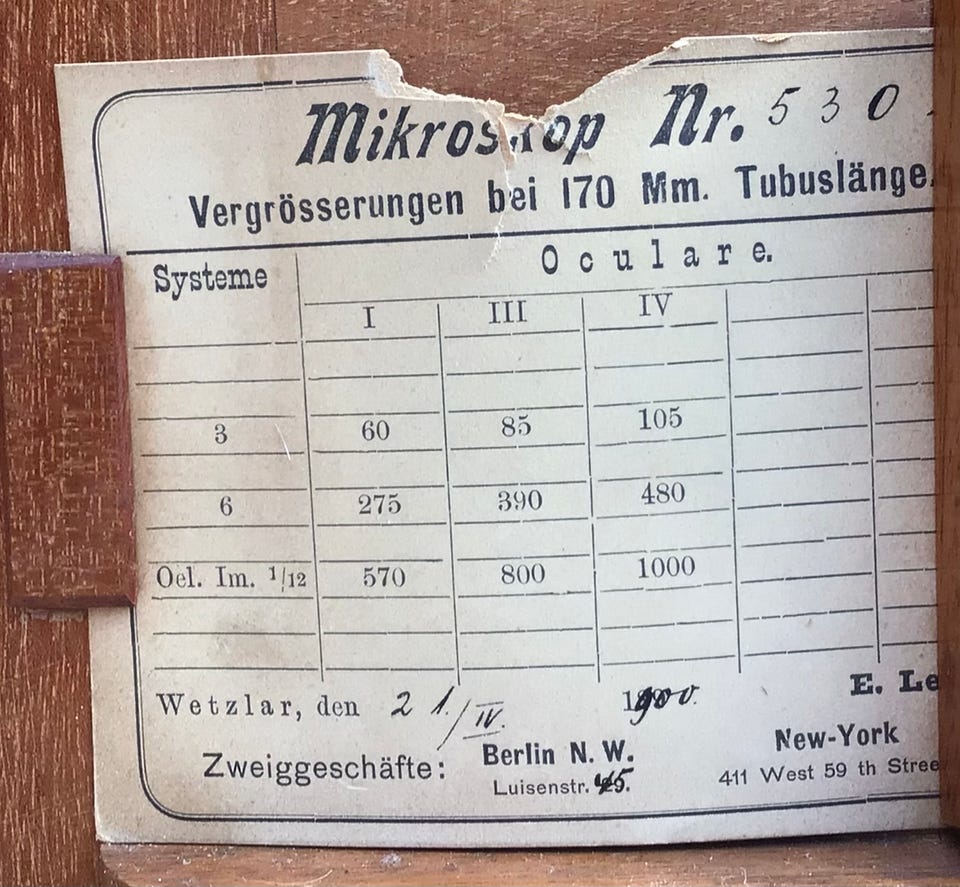 Mikroskop Nr. 530
Vergrösserungen bei 170 Mm. Tubuslänge.
Systeme Oculare.
I III IV
3 60 85 105
6 275 390 480
Oel. Im. 1/12 570 800 1000
Wetzlar, den 21./IV. 1900. E. Le
Zweiggeschäfte: Berlin N. W. New-York
Luisenstr. 411 West 59 th Stree